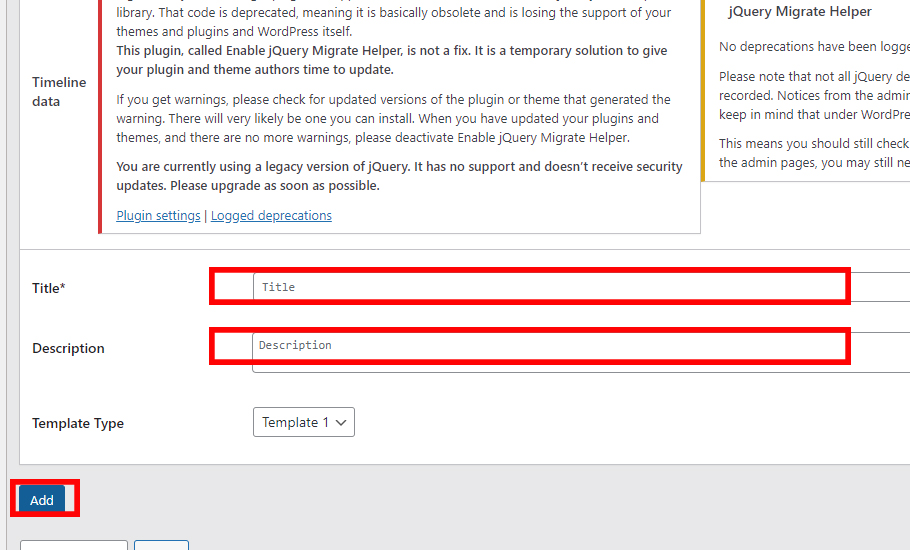 library. That code is deprecated, meaning it is basically obsolete and is losing the support of your
themes and plugins and WordPress itself.
This plugin, called Enable jQuery Migrate Helper, is not a fix. It is a temporary solution to give
your plugin and theme authors time to update.
If you get warnings, please check for updated versions of the plugin or theme that generated the
warning. There will very likely be one you can install. When you have updated your plugins and
themes, and there are no more warnings, please deactivate Enable jQuery Migrate Helper.
You are currently using a legacy version of jQuery. It has no support and doesn't receive security
updates. Please upgrade as soon as possible.
Plugin settings | Logged deprecations
Timeline
data
jQuery Migrate Helper
No deprecations have been logge
Please note that not all jQuery de
recorded. Notices from the admin
keep in mind that under WordPre
This means you should still check
the admin pages, you may still ne
Title*
Title
Description
Description
Template Type
Template 1
Add